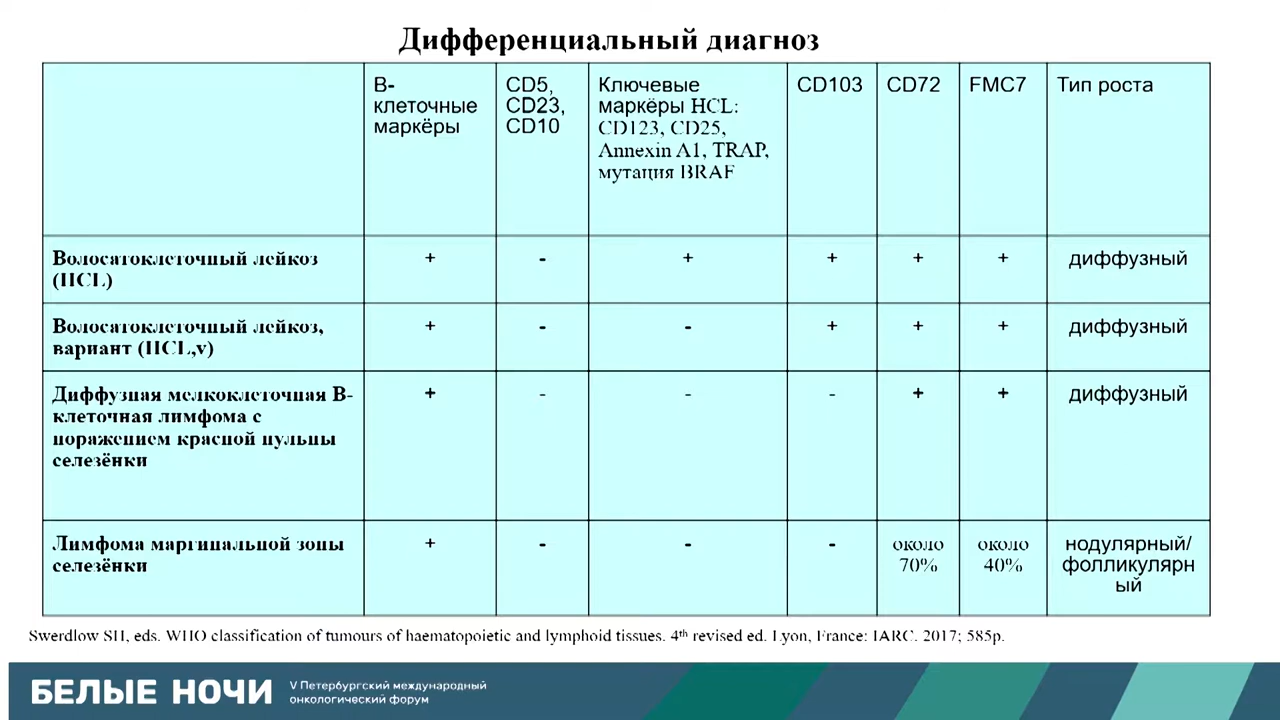 Дифференциальный диагноз
В-
клеточные
маркёры
CD5,
CD23,
CD10
Ключевые
маркёры HCL:
CD123, CD25,
Annexin A1, TRAP,
мутация BRAF
CD103
CD72
FMC7
Тип роста
Волосатоклеточный лейкоз
(HCL)
+
-
+
+
+
+
диффузный
Волосатоклеточный лейкоз,
вариант (HCL,v)
+
-
-
+
+
+
диффузный
Диффузная мелкоклеточная В-
клеточная лимфома с
поражением красной пульпы
селезёнки
+
-
-
-
+
+
диффузный
Лимфома маргинальной зоны
селезёнки
+
-
-
-
около
70%
около
40%
нодулярный/
фолликулярн
ый
Swerdlow SH, eds. WHO classification of tumours of haematopoietic and lymphoid tissues. 4th revised ed. Lyon, France: IARC. 2017; 585p.
БЕЛЫЕ НОЧИ
V Петербургский международный
онкологический форум